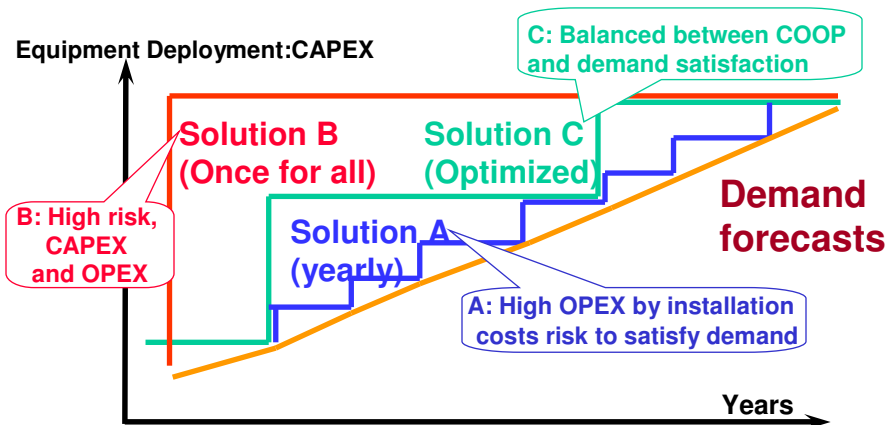 Equipment Deployment:CAPEX
C: Balanced between COOP
and demand satisfaction
Solution B
(Once for all)
Solution C
(Optimized)
B: High risk,
CAPEX
and OPEX
Solution A
(yearly)
Demand
forecasts
A: High OPEX by installation
costs risk to satisfy demand
Years